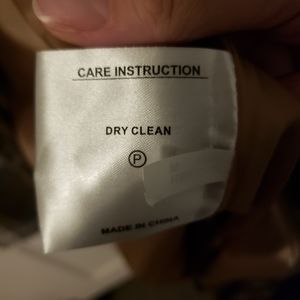 CARE INSTRUCTION
DRY CLEAN
P
MADE IN CHINA